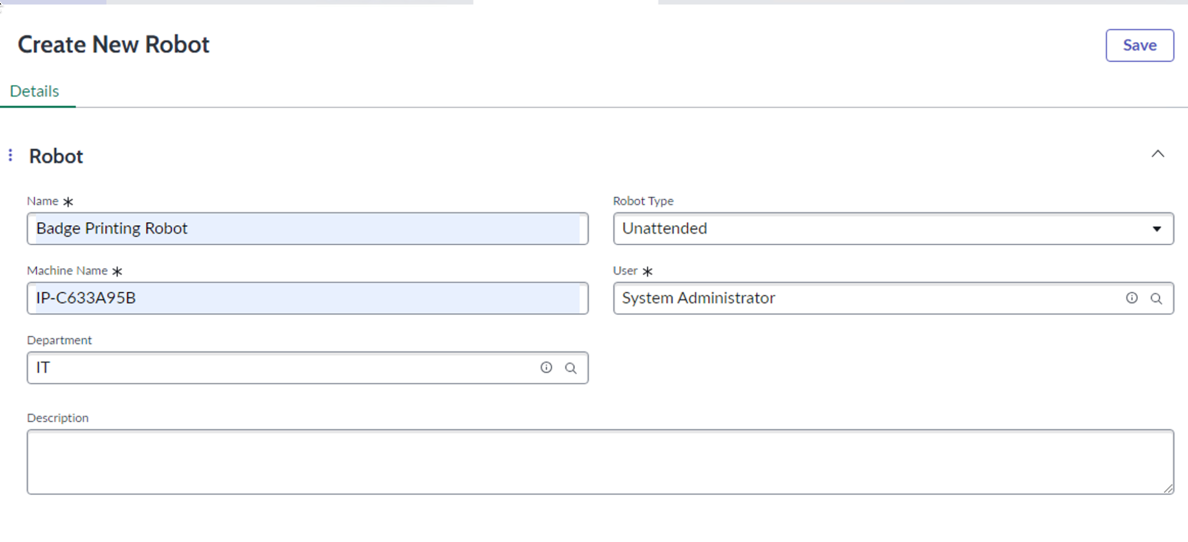 Create New Robot
Save
Details
Robot
Name *
Robot Type
Badge Printing Robot
Unattended
Machine Name *
User *
IP-C633A95B
System Administrator
Department
IT
Description